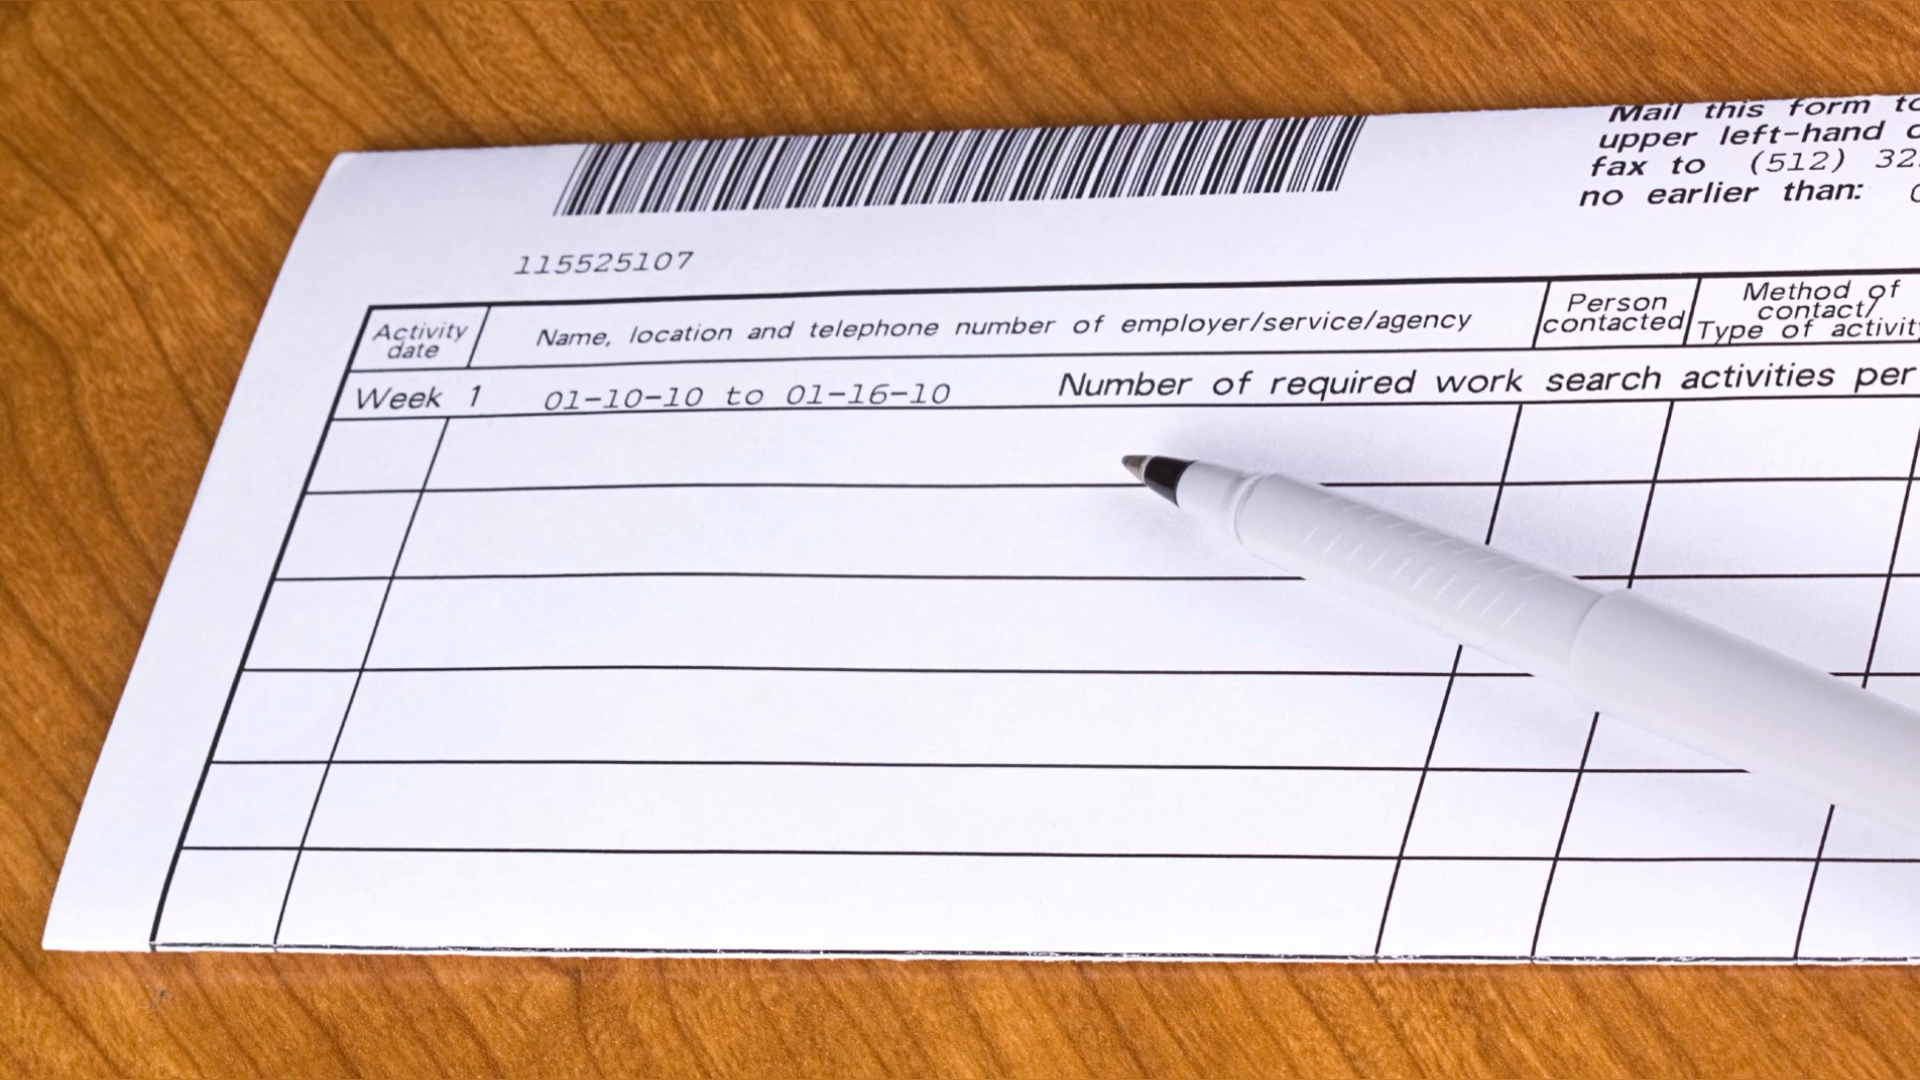 Mail this form to
upper left-hand
fax to (512) 32
no earlier than:
115525107
Activity date
Name, location and telephone number of employer/service/agency
Person contacted
Method of contact/
Type of activity
Week 1 01-10-10 to 01-16-10 Number of required work search activities per